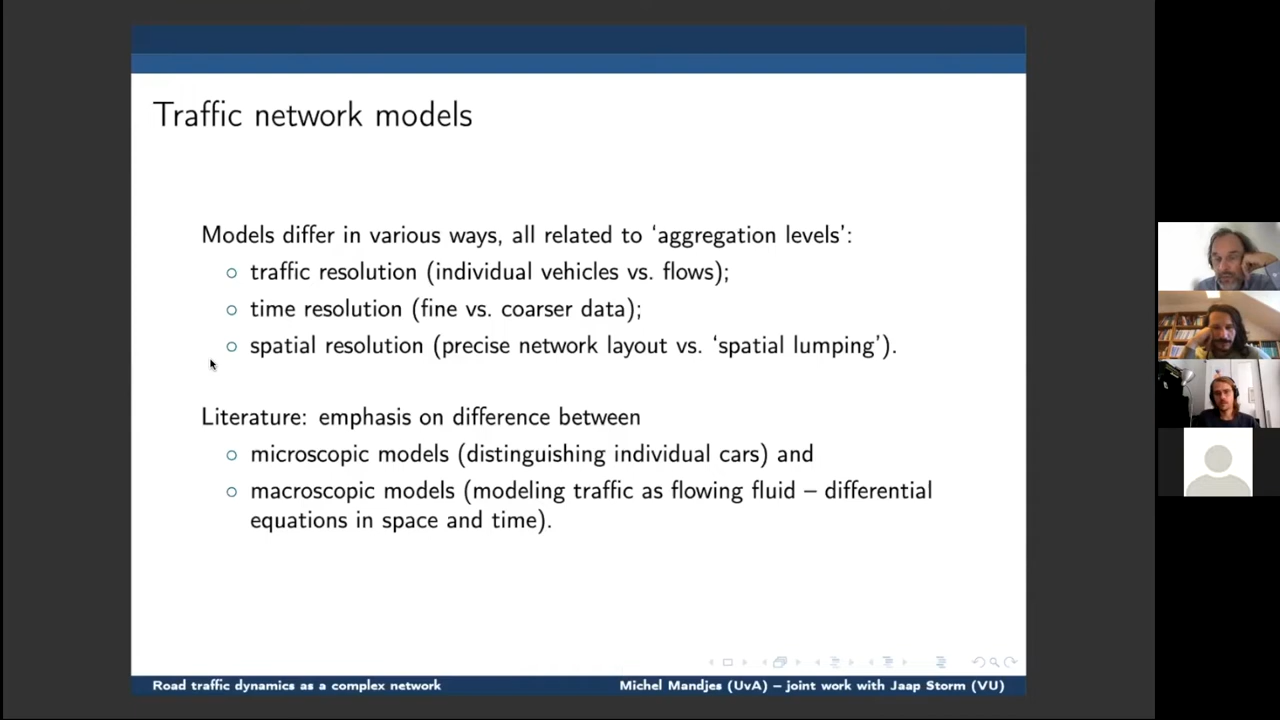 Traffic network models
Models differ in various ways, all related to ‘aggregation levels’:
traffic resolution (individual vehicles vs. flows);
time resolution (fine vs. coarser data);
spatial resolution (precise network layout vs. ‘spatial lumping’).
Literature: emphasis on difference between
microscopic models (distinguishing individual cars) and
macroscopic models (modeling traffic as flowing fluid – differential
equations in space and time).
Road traffic dynamics as a complex network
Michel Mandjes (UvA) – joint work with Jaap Storm (VU)